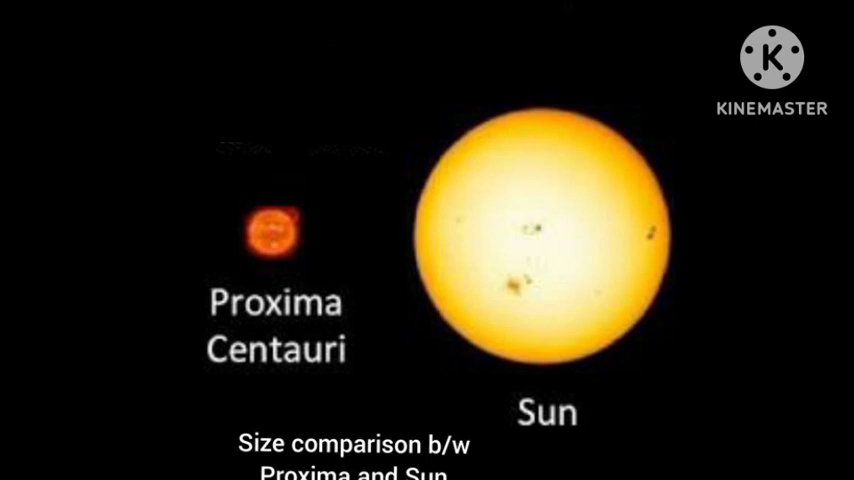 K
KINEMASTER
Proxima
Centauri
Sun
Size comparison b/w
Proxima and Sun